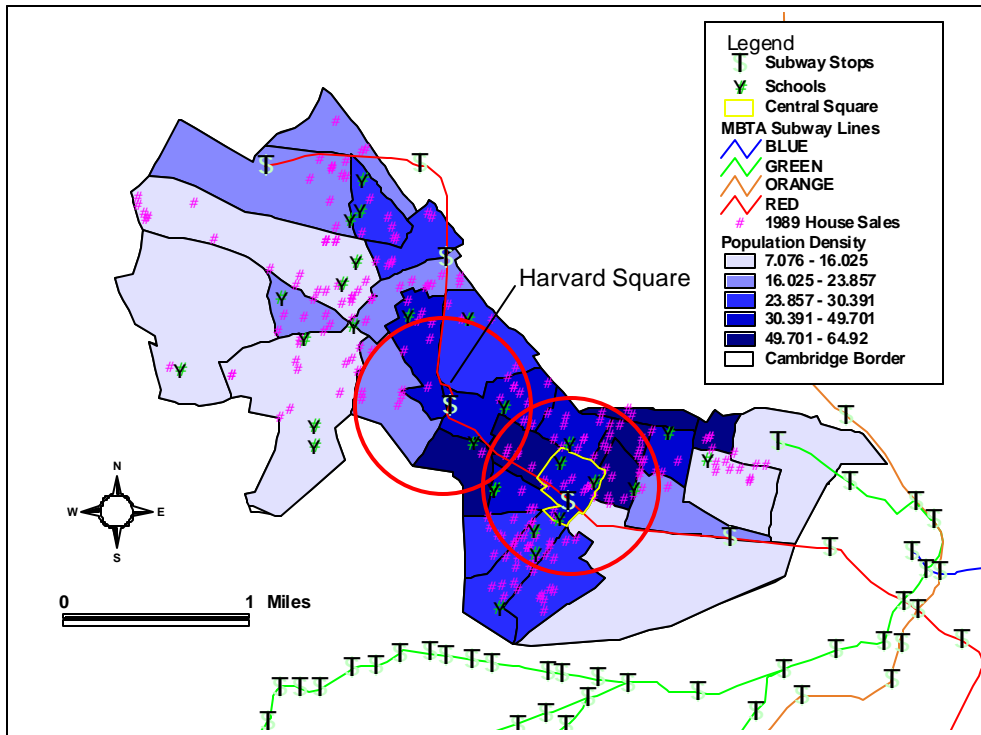 Legend
Subway Stops
Schools
Central Square
MBTA Subway Lines
BLUE
GREEN
ORANGE
RED
# 1989 House Sales
Population Density
7.076 - 16.025
16.025 - 23.857
23.857 - 30.391
30.391 - 49.701
49.701 - 64.92
Cambridge Border
Harvard Square
N
W E
S
0 1 Miles